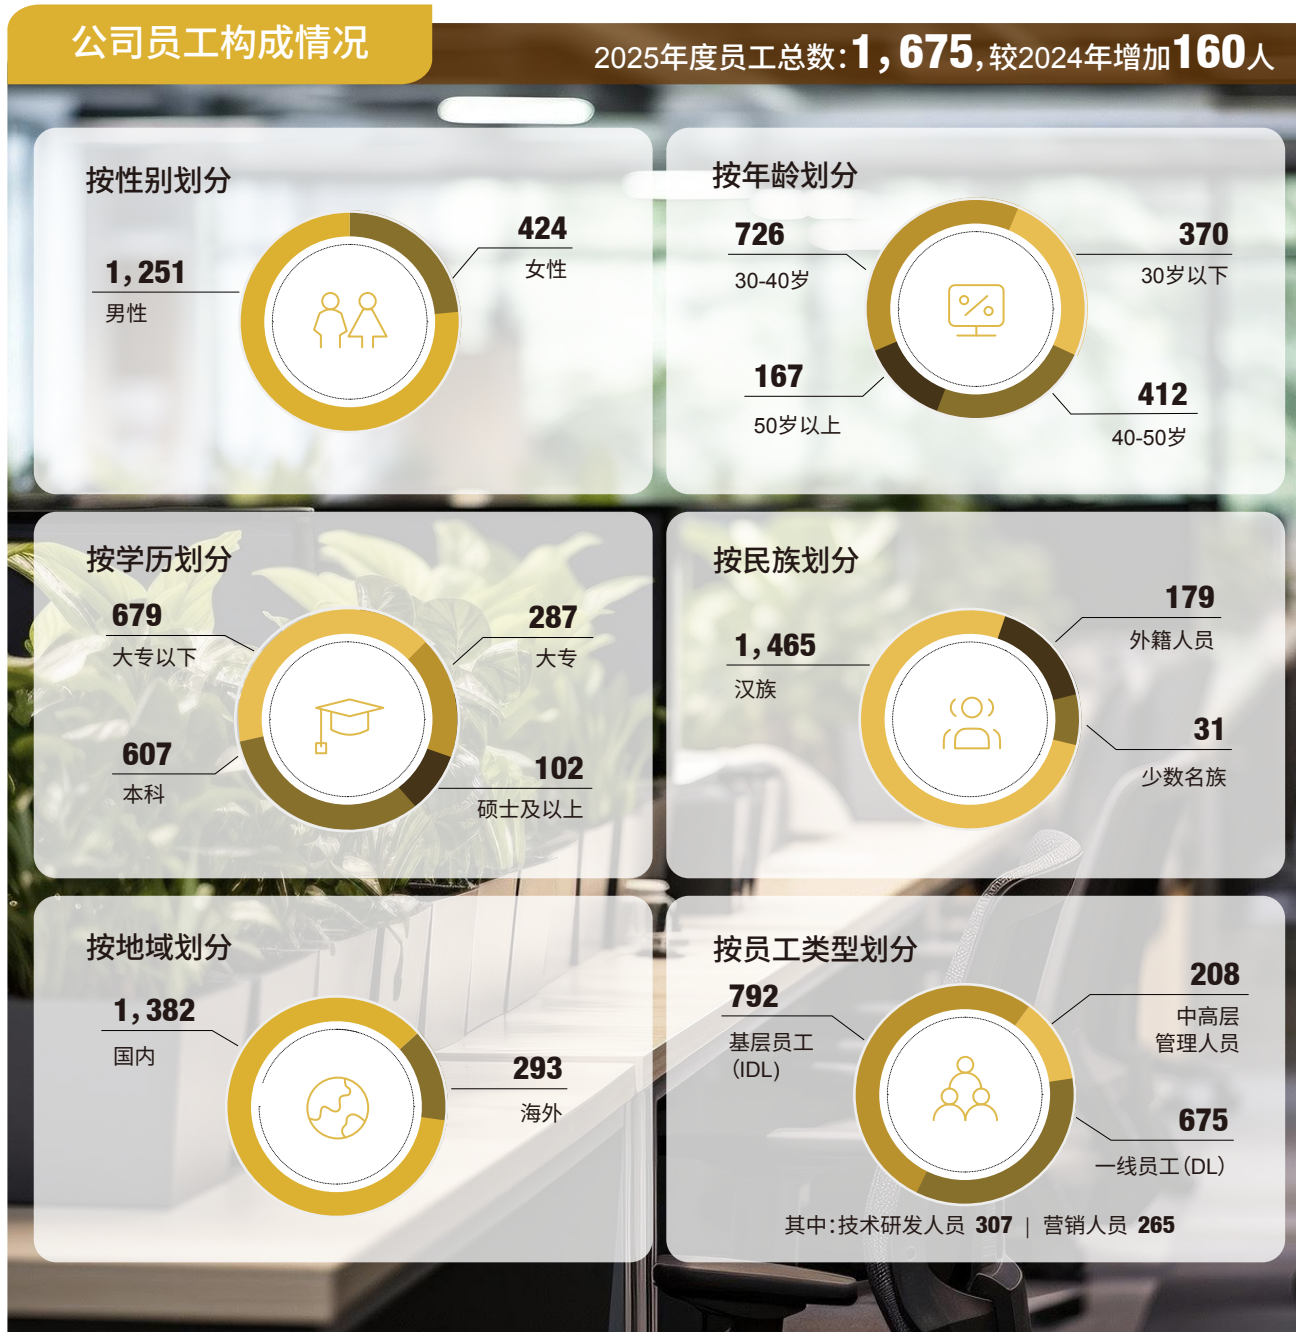 公司员工构成情况
2025年度员工总数：1,675，较2024年增加160人
按性别划分
424
女性
1,251
男性
按年龄划分
726
30-40岁
370
30岁以下
167
50岁以上
412
40-50岁
按学历划分
679
大专以下
287
大专
607
本科
102
硕士及以上
按民族划分
179
外籍人员
1,465
汉族
31
少数名族
按地域划分
1,382
国内
293
海外
按员工类型划分
792
基层员工
（IDL）
208
中高层
管理人员
675
一线员工（DL）
其中：技术研发人员 307 | 营销人员 265